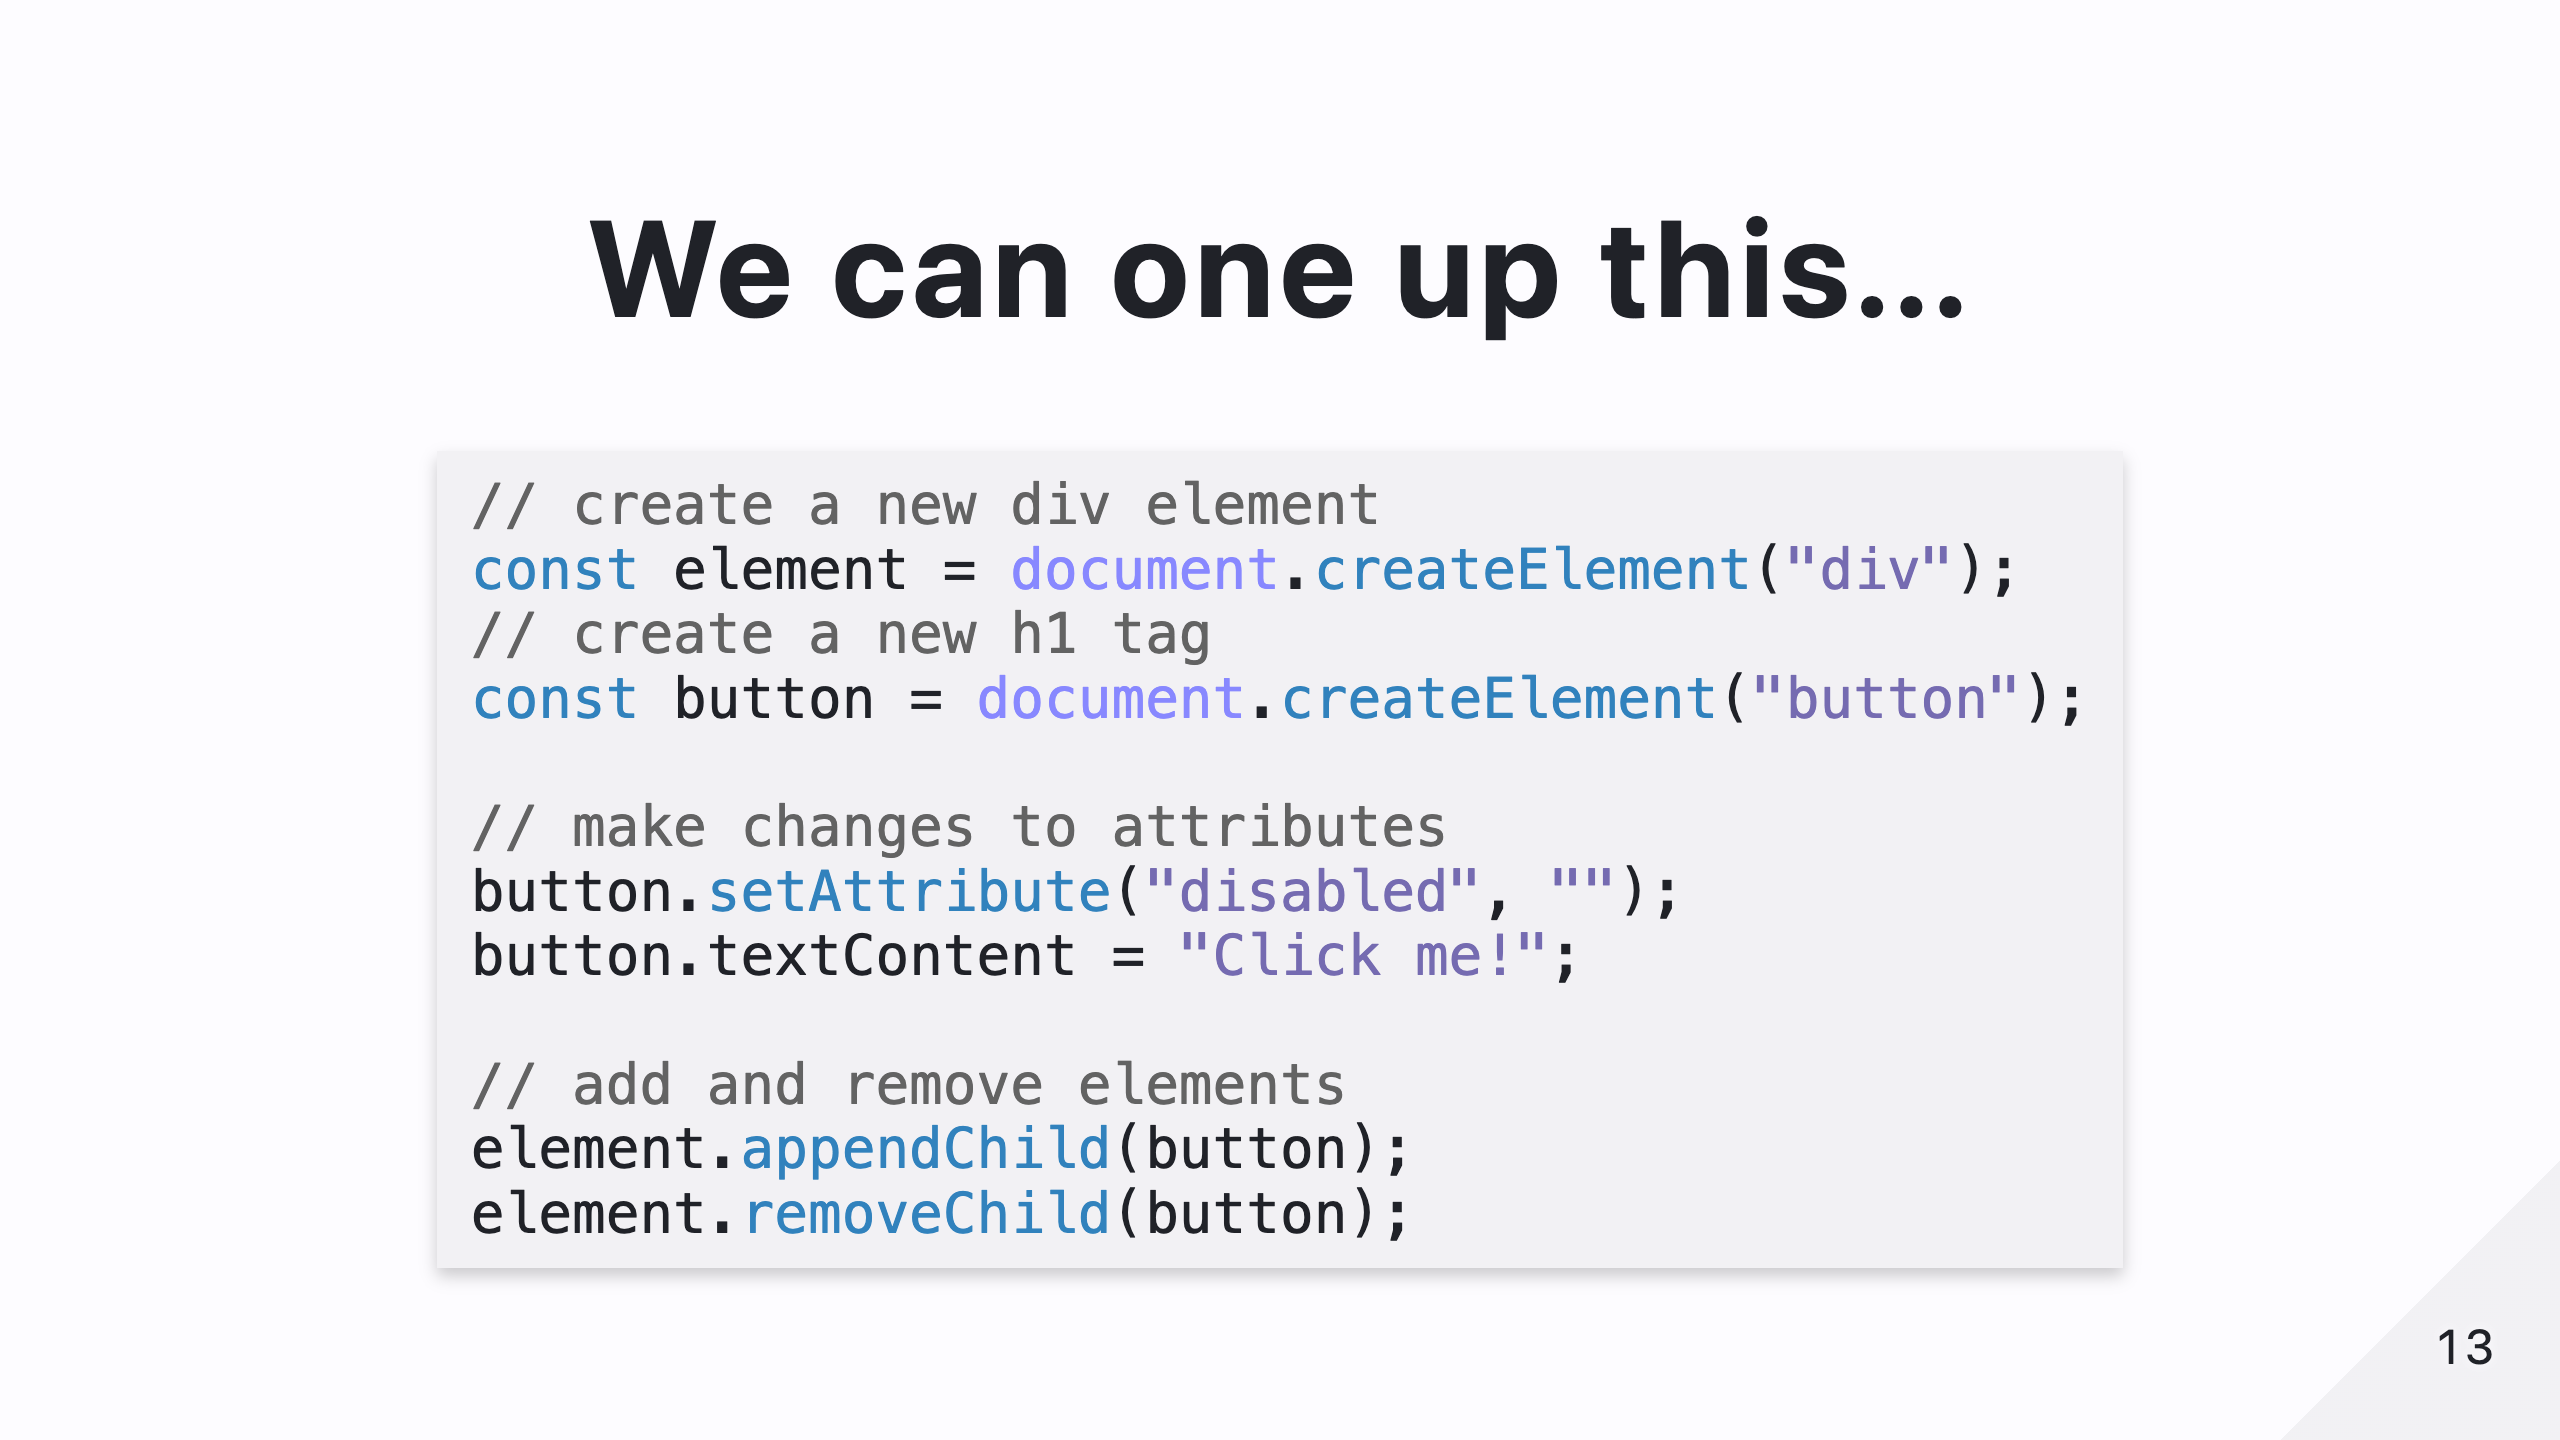 We can one up this...
// create a new div element
const element = document.createElement("div");
// create a new h1 tag
const button = document.createElement("button");
// make changes to attributes
button.setAttribute("disabled", "");
button.textContent = "Click me!";
// add and remove elements
element.appendChild(button);
element.removeChild(button);
13